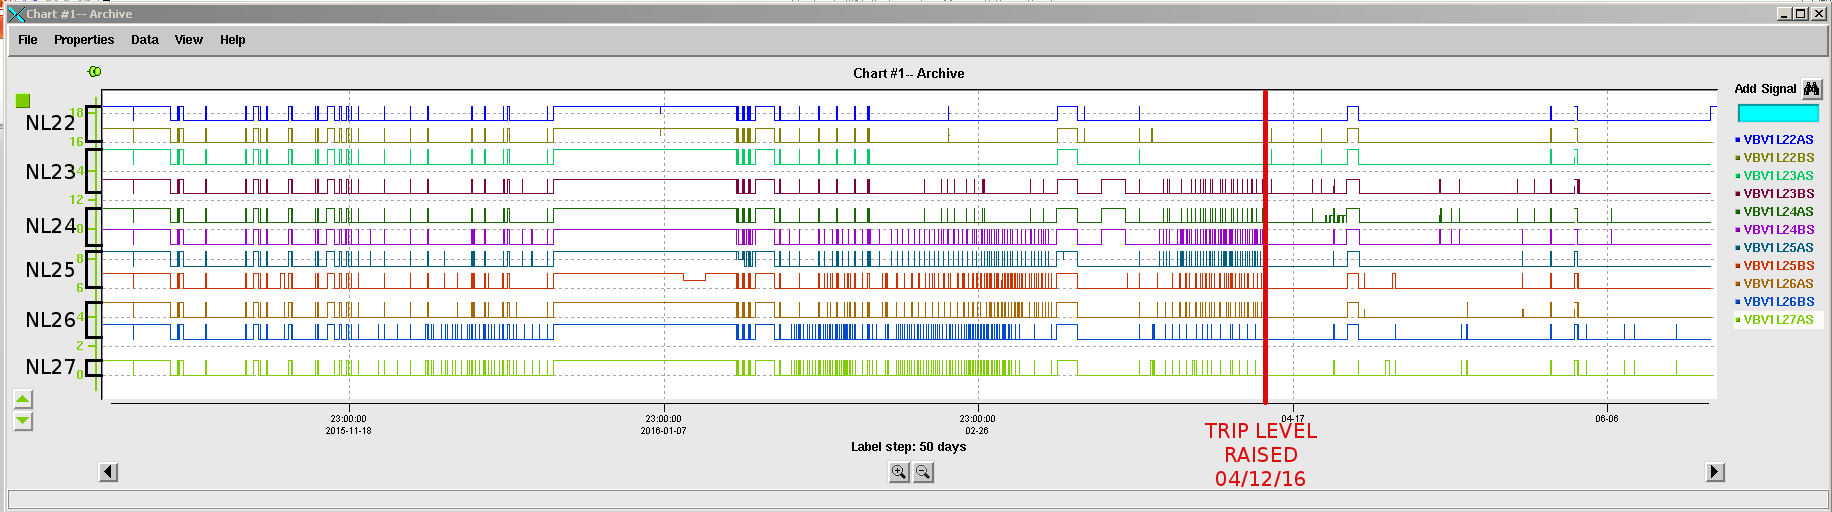 Chart #1-- Archive
File Properties Data View Help
Chart #1-- Archive
Add Signal
18
NL22
16
NL23
4
12
NL24
0
8
NL25
6
NL26
4
2
NL27
0
VBV1L22AS
VBV1L22BS
VBV1L23AS
VBV1L23BS
VBV1L24AS
VBV1L24BS
VBV1L25AS
VBV1L25BS
VBV1L26AS
VBV1L26BS
VBV1L27AS
23:00:00 23:00:00 23:00:00 04-17 06-06
2015-11-18 2016-01-07 02-26
Label step: 50 days
TRIP LEVEL
RAISED
04/12/16